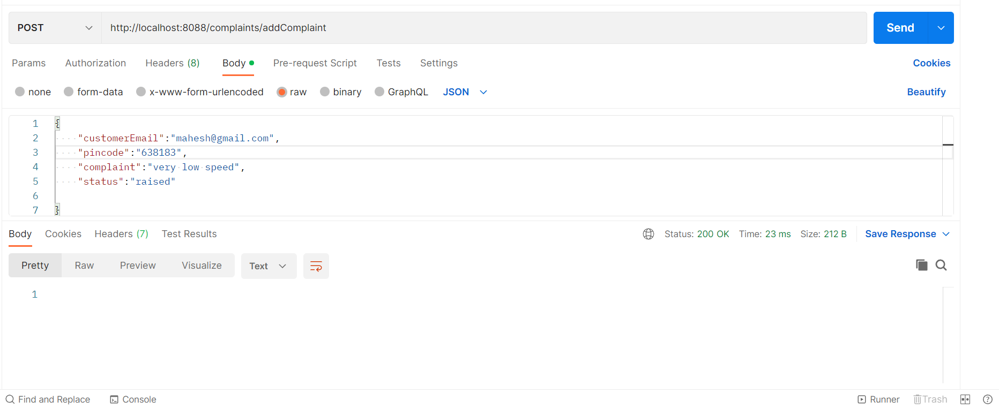 POST http://localhost:8088/complaints/addComplaint Send
Params Authorization Headers (8) Body Pre-request Script Tests Settings Cookies
none form-data x-www-form-urlencoded raw binary GraphQL JSON Beautify
1 {
2 "customerEmail":"mahesh@gmail.com",
3 "pincode":"638183",
4 "complaint":"very low speed",
5 "status":"raised"
6
7 }
Body Cookies Headers (7) Test Results Status: 200 OK Time: 23 ms Size: 212 B Save Response
Pretty Raw Preview Visualize Text
1
Find and Replace Console Runner Trash